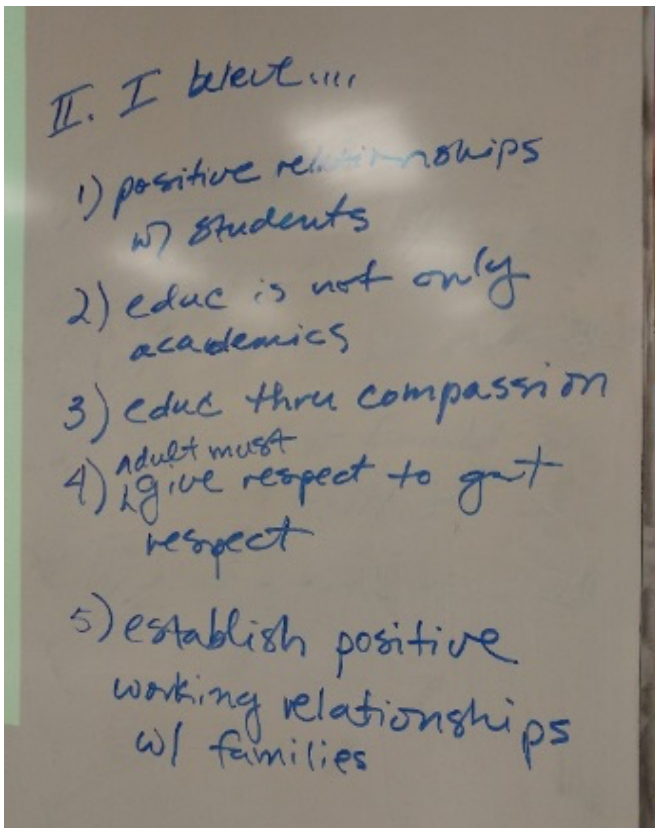 II. I believe....
1) positive relationships
w/ students
2) educ is not only
academics
3) educ thru compassion
adult must
4) give respect to get
respect
5) establish positive
working relationships
w/ families